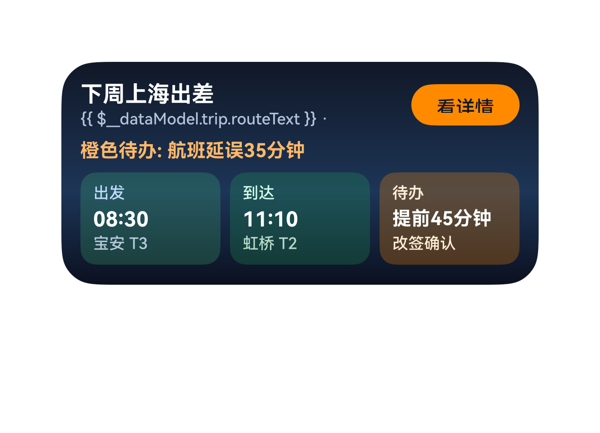 下周上海出差
{{ $__dataModel.trip.routeText }} ·
看详情
橙色待办: 航班延误35分钟
出发
08:30
宝安 T3
到达
11:10
虹桥 T2
待办
提前45分钟
改签确认